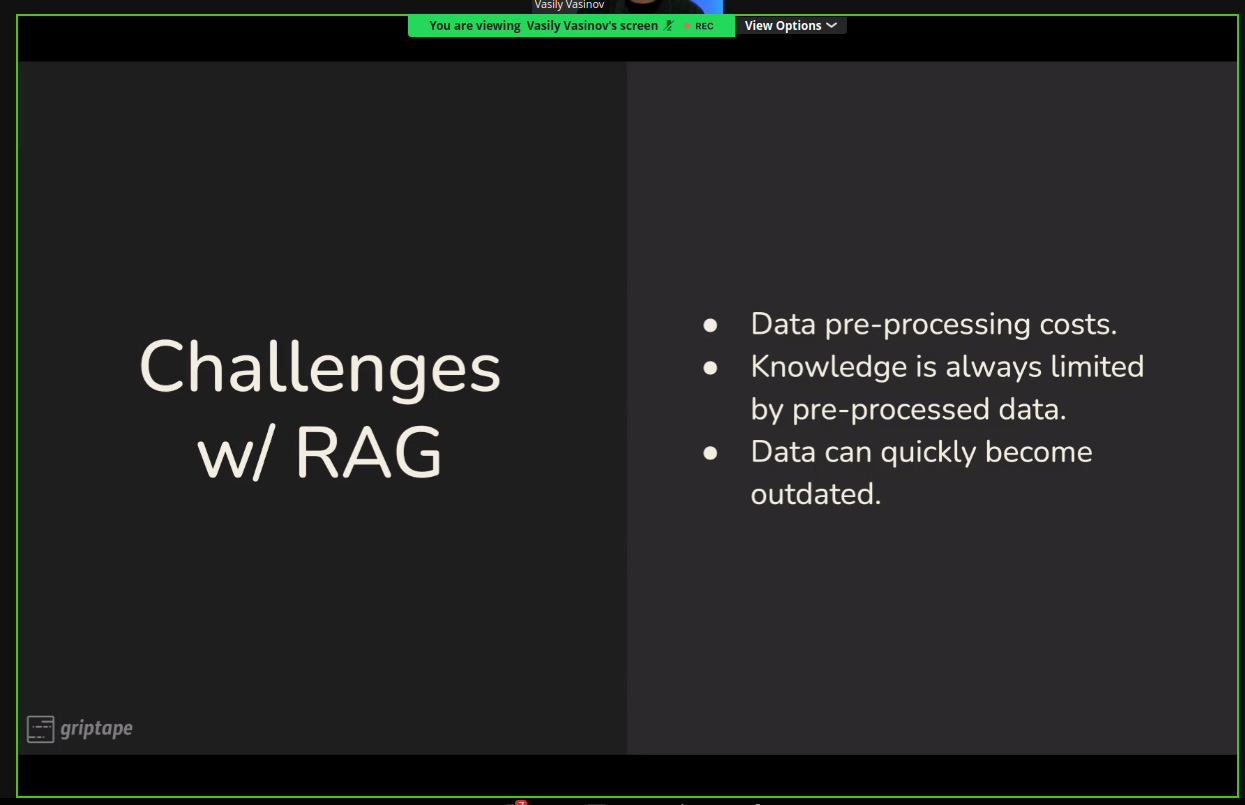 Vasily Vasinov
You are viewing Vasily Vasinov's screen REC View Options
Challenges
w/ RAG
● Data pre-processing costs.
● Knowledge is always limited
by pre-processed data.
● Data can quickly become
outdated.
griptape
7